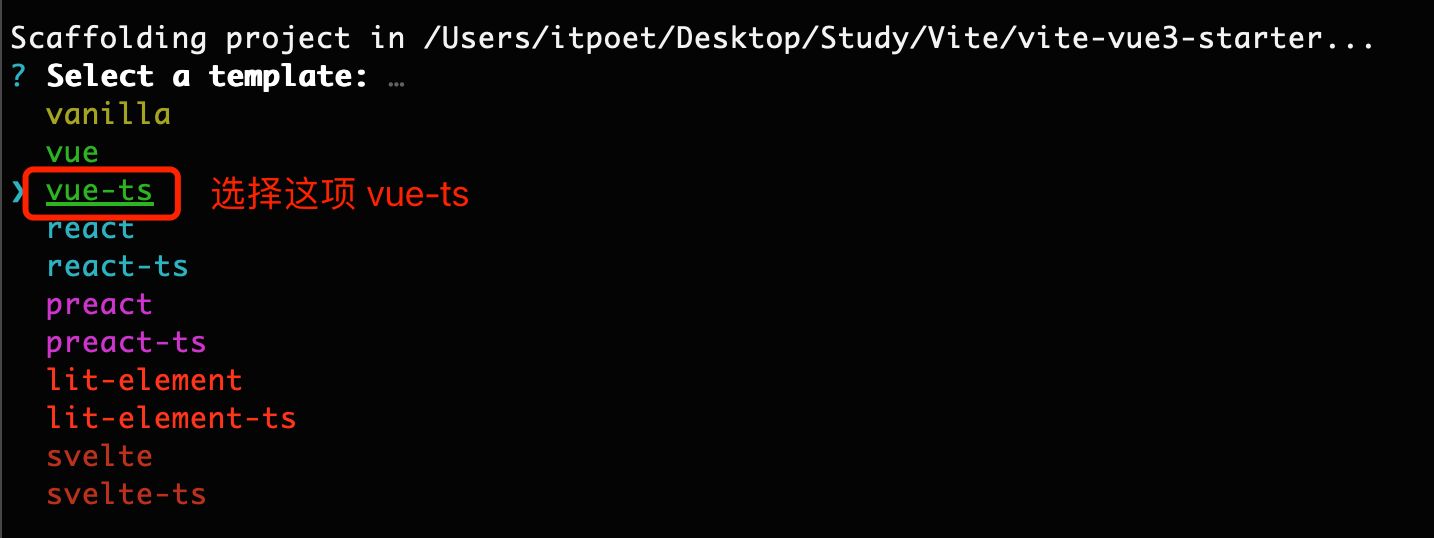 Scaffolding project in /Users/itpoet/Desktop/Study/Vite/vite-vue3-starter...
? Select a template: …
vanilla
vue
❯ vue-ts 选择这项 vue-ts
react
react-ts
preact
preact-ts
lit-element
lit-element-ts
svelte
svelte-ts